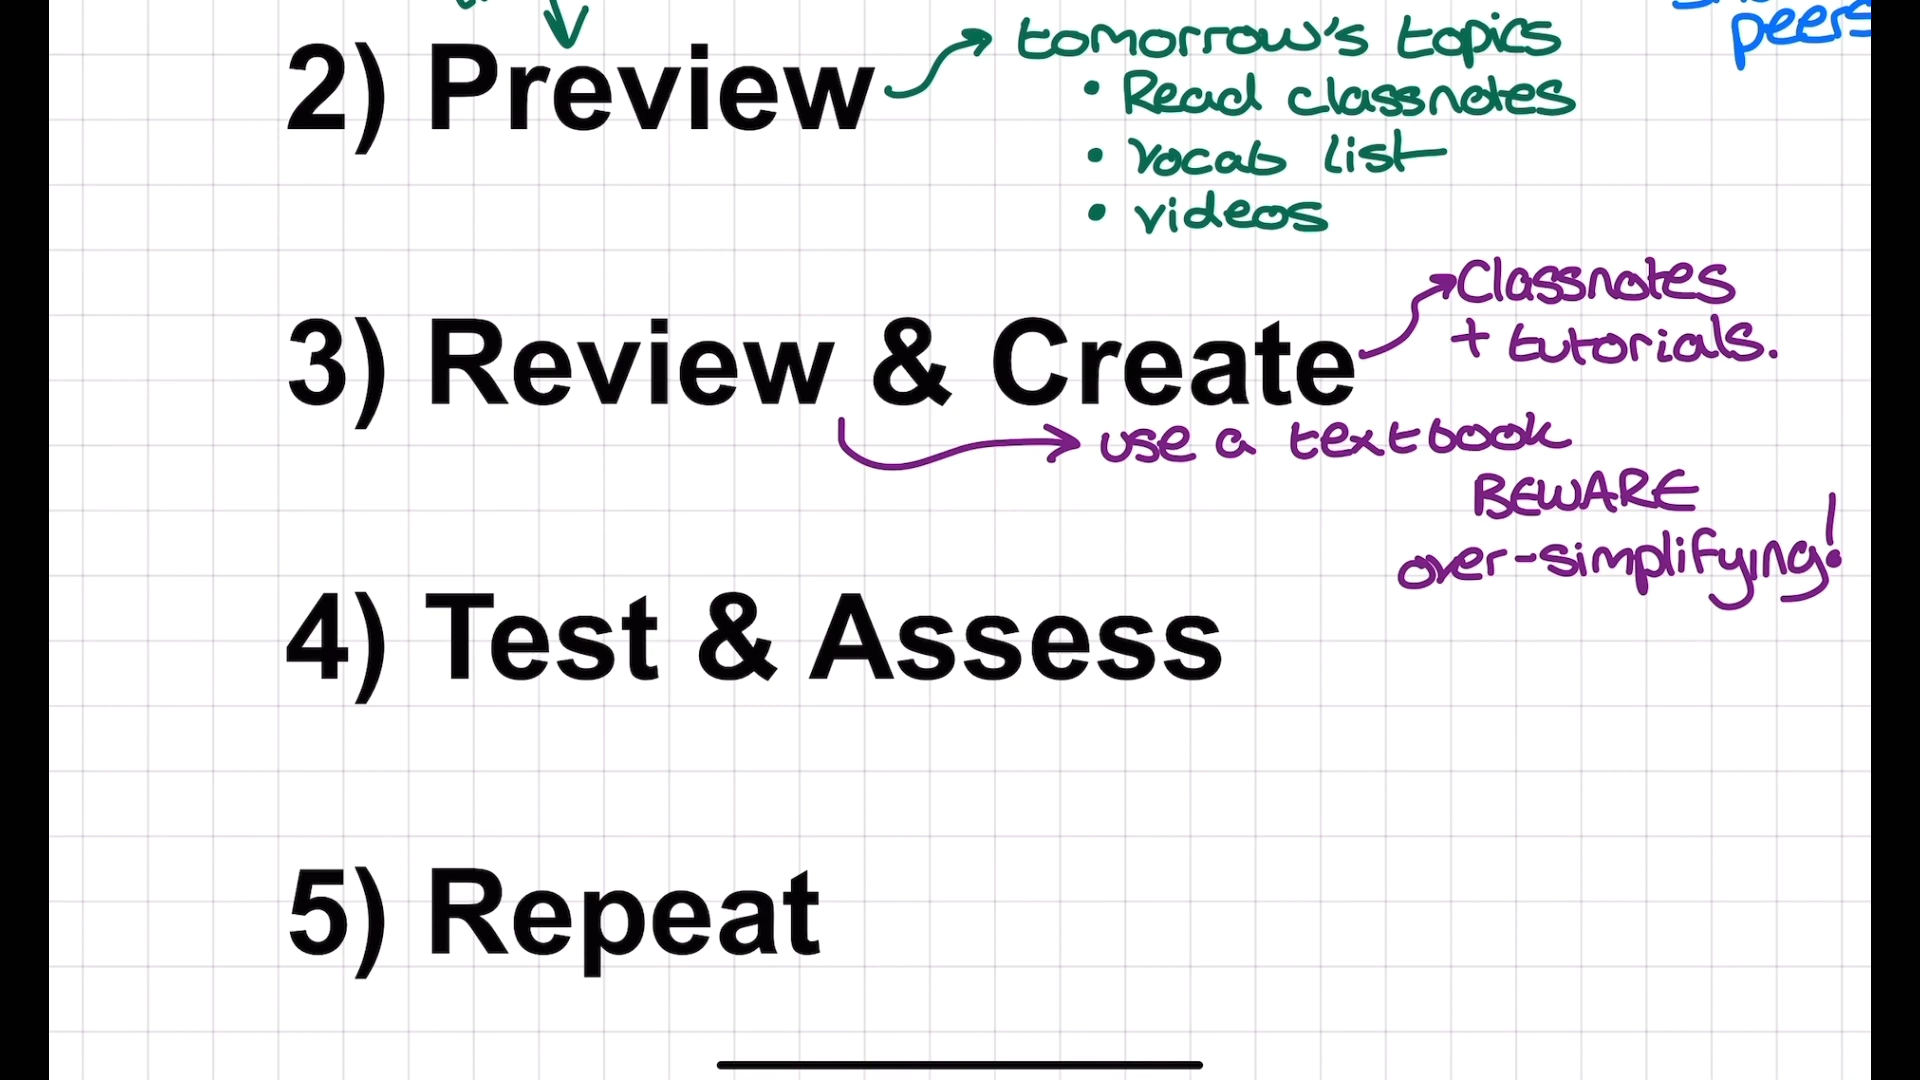 peers
2) Preview
tomorrow's topics
• Read classnotes
• vocab list
• videos
3) Review & Create
Classnotes
+ tutorials.
use a textbook
BEWARE
over-simplifying!
4) Test & Assess
5) Repeat